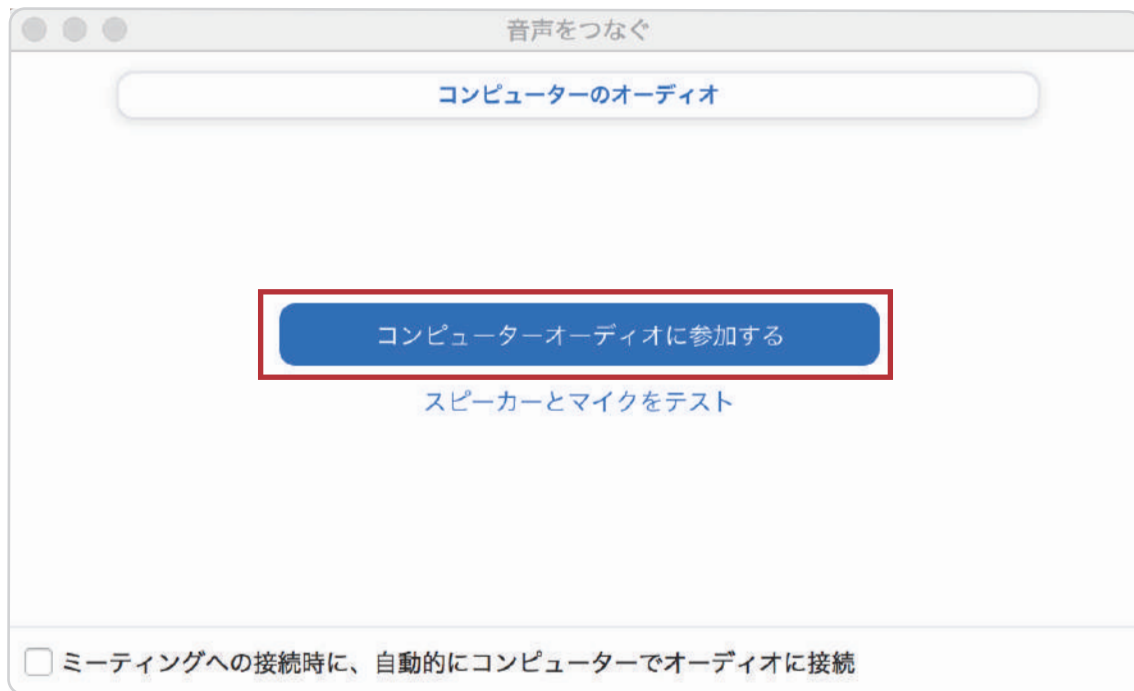 音声をつなぐ
コンピューターのオーディオ
コンピューターオーディオに参加する
スピーカーとマイクをテスト
ミーティングへの接続時に、自動的にコンピューターでオーディオに接続